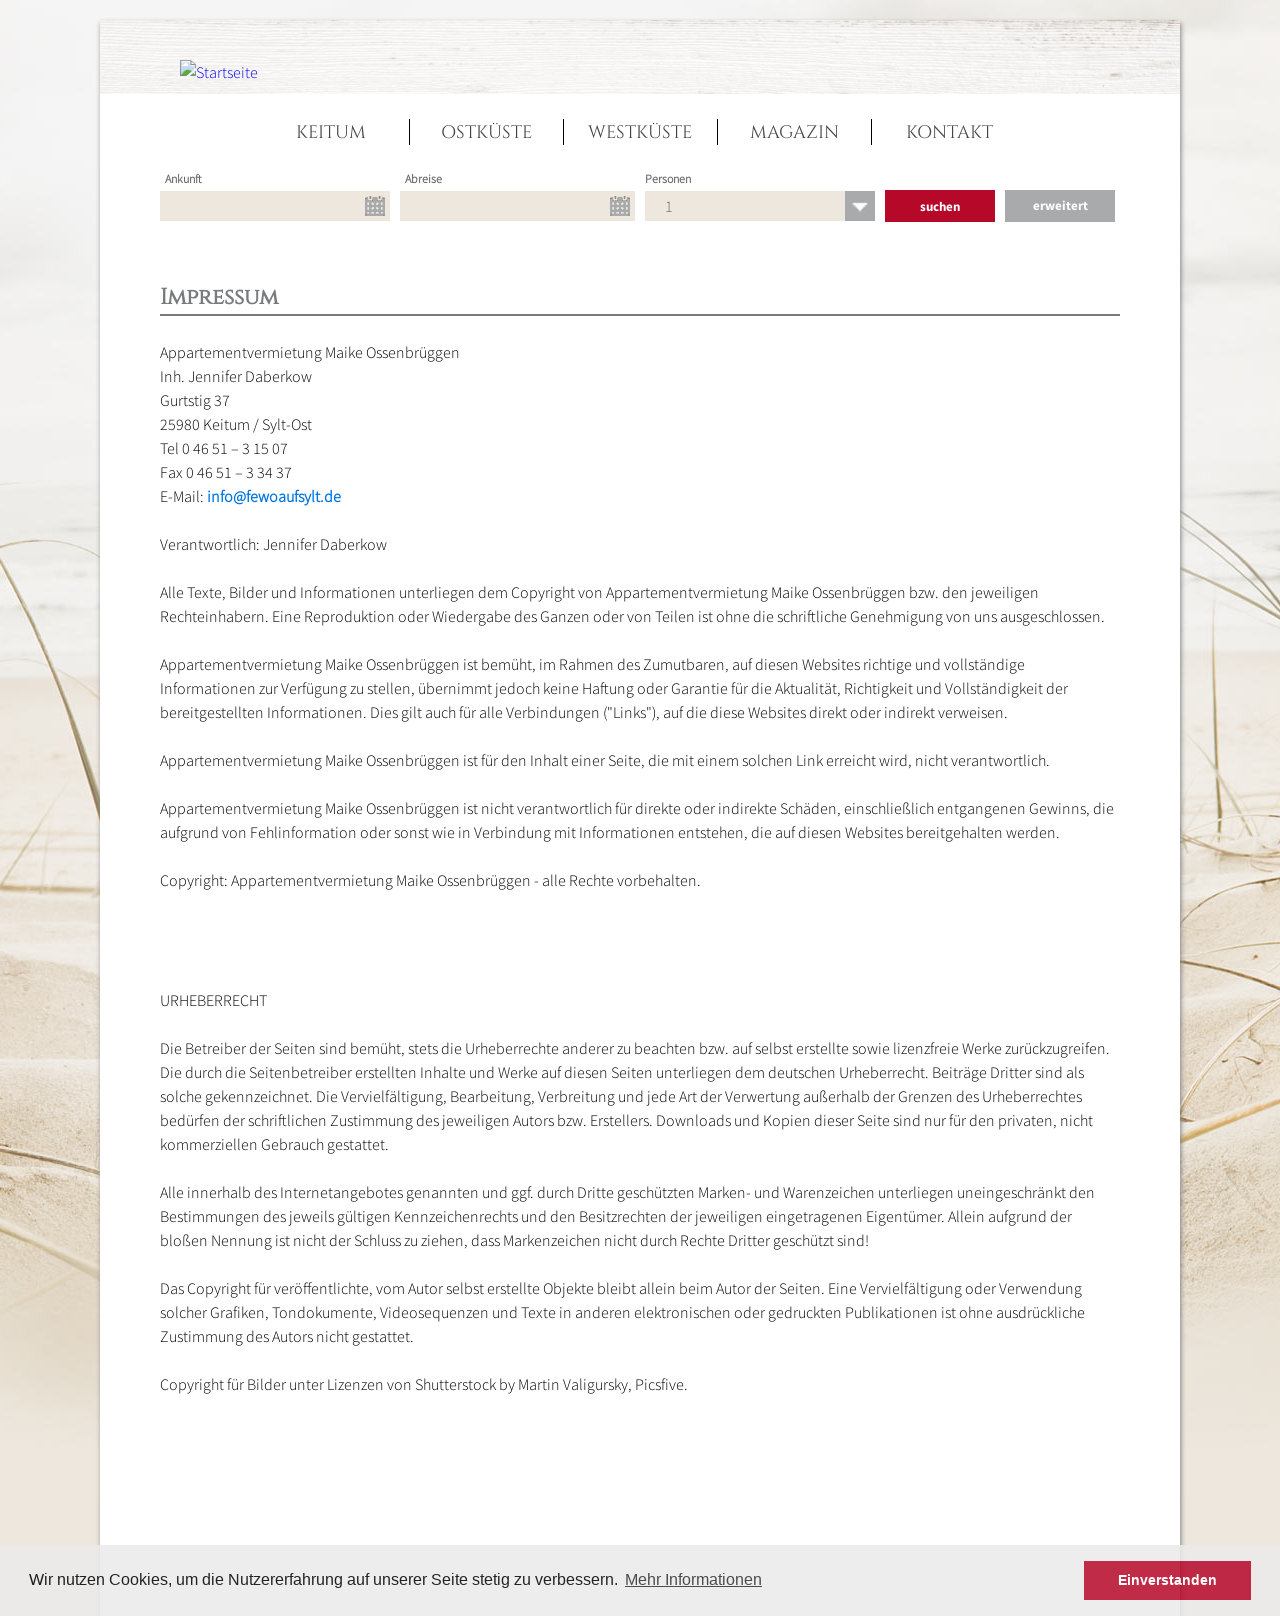 Startseite
KEITUM
OSTKÜSTE
WESTKÜSTE
MAGAZIN
KONTAKT
Ankunft
Abreise
Personen
1
suchen
erweitert
Impressum
Appartementvermietung Maike Ossenbrüggen
Inh. Jennifer Daberkow
Gurtstig 37
25980 Keitum / Sylt-Ost
Tel 0 46 51 – 3 15 07
Fax 0 46 51 – 3 34 37
E-Mail: info@fewoaufsylt.de
Verantwortlich: Jennifer Daberkow
Alle Texte, Bilder und Informationen unterliegen dem Copyright von Appartementvermietung Maike Ossenbrüggen bzw. den jeweiligen
Rechteinhabern. Eine Reproduktion oder Wiedergabe des Ganzen oder von Teilen ist ohne die schriftliche Genehmigung von uns ausgeschlossen.
Appartementvermietung Maike Ossenbrüggen ist bemüht, im Rahmen des Zumutbaren, auf diesen Websites richtige und vollständige
Informationen zur Verfügung zu stellen, übernimmt jedoch keine Haftung oder Garantie für die Aktualität, Richtigkeit und Vollständigkeit der
bereitgestellten Informationen. Dies gilt auch für alle Verbindungen ("Links"), auf die diese Websites direkt oder indirekt verweisen.
Appartementvermietung Maike Ossenbrüggen ist für den Inhalt einer Seite, die mit einem solchen Link erreicht wird, nicht verantwortlich.
Appartementvermietung Maike Ossenbrüggen ist nicht verantwortlich für direkte oder indirekte Schäden, einschließlich entgangenen Gewinns, die
aufgrund von Fehlinformation oder sonst wie in Verbindung mit Informationen entstehen, die auf diesen Websites bereitgehalten werden.
Copyright: Appartementvermietung Maike Ossenbrüggen - alle Rechte vorbehalten.
URHEBERRECHT
Die Betreiber der Seiten sind bemüht, stets die Urheberrechte anderer zu beachten bzw. auf selbst erstellte sowie lizenzfreie Werke zurückzugreifen.
Die durch die Seitenbetreiber erstellten Inhalte und Werke auf diesen Seiten unterliegen dem deutschen Urheberrecht. Beiträge Dritter sind als
solche gekennzeichnet. Die Vervielfältigung, Bearbeitung, Verbreitung und jede Art der Verwertung außerhalb der Grenzen des Urheberrechtes
bedürfen der schriftlichen Zustimmung des jeweiligen Autors bzw. Erstellers. Downloads und Kopien dieser Seite sind nur für den privaten, nicht
kommerziellen Gebrauch gestattet.
Alle innerhalb des Internetangebotes genannten und ggf. durch Dritte geschützten Marken- und Warenzeichen unterliegen uneingeschränkt den
Bestimmungen des jeweils gültigen Kennzeichenrechts und den Besitzrechten der jeweiligen eingetragenen Eigentümer. Allein aufgrund der
bloßen Nennung ist nicht der Schluss zu ziehen, dass Markenzeichen nicht durch Rechte Dritter geschützt sind!
Das Copyright für veröffentlichte, vom Autor selbst erstellte Objekte bleibt allein beim Autor der Seiten. Eine Vervielfältigung oder Verwendung
solcher Grafiken, Tondokumente, Videosequenzen und Texte in anderen elektronischen oder gedruckten Publikationen ist ohne ausdrückliche
Zustimmung des Autors nicht gestattet.
Copyright für Bilder unter Lizenzen von Shutterstock by Martin Valigursky, Picsfive.
Wir nutzen Cookies, um die Nutzererfahrung auf unserer Seite stetig zu verbessern. Mehr Informationen
Einverstanden